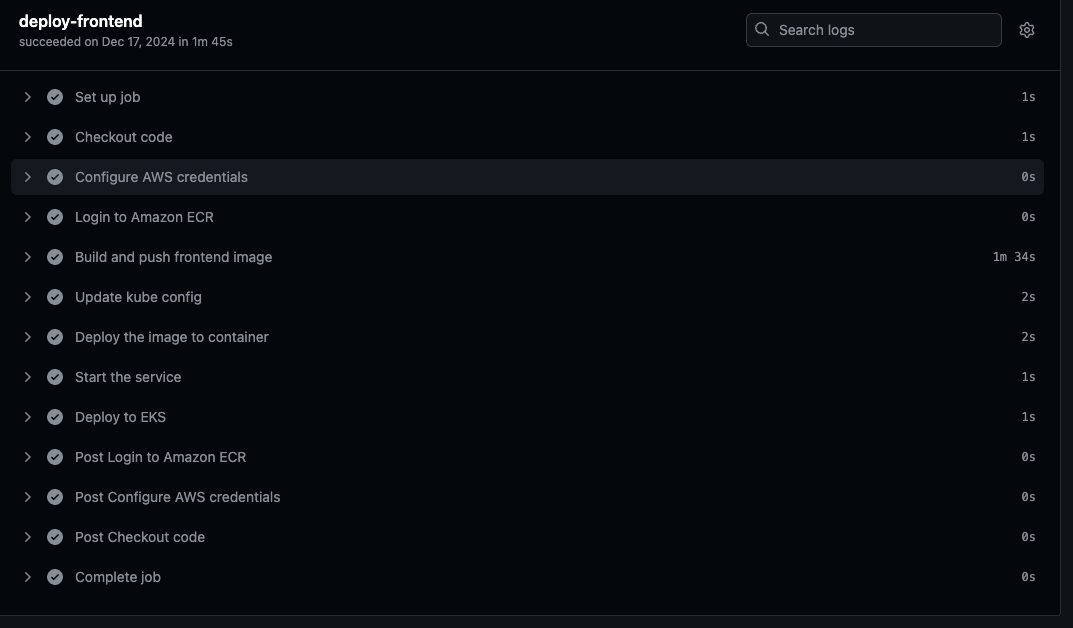 deploy-frontend
succeeded on Dec 17, 2024 in 1m 45s
Search logs
Set up job 1s
Checkout code 1s
Configure AWS credentials 0s
Login to Amazon ECR 0s
Build and push frontend image 1m 34s
Update kube config 2s
Deploy the image to container 2s
Start the service 1s
Deploy to EKS 1s
Post Login to Amazon ECR 0s
Post Configure AWS credentials 0s
Post Checkout code 0s
Complete job 0s